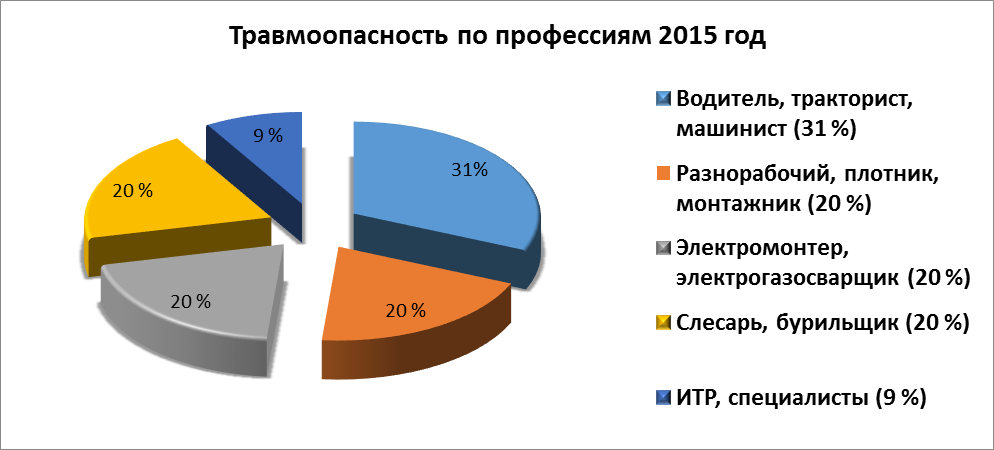 Травмоопасность по профессиям 2015 год
9 %
31%
20 %
20 %
20 %
Водитель, тракторист,
машинист (31 %)
Разнорабочий, плотник,
монтажник (20 %)
Электромонтер,
электрогазосварщик (20 %)
Слесарь, бурильщик (20 %)
ИТР, специалисты (9 %)